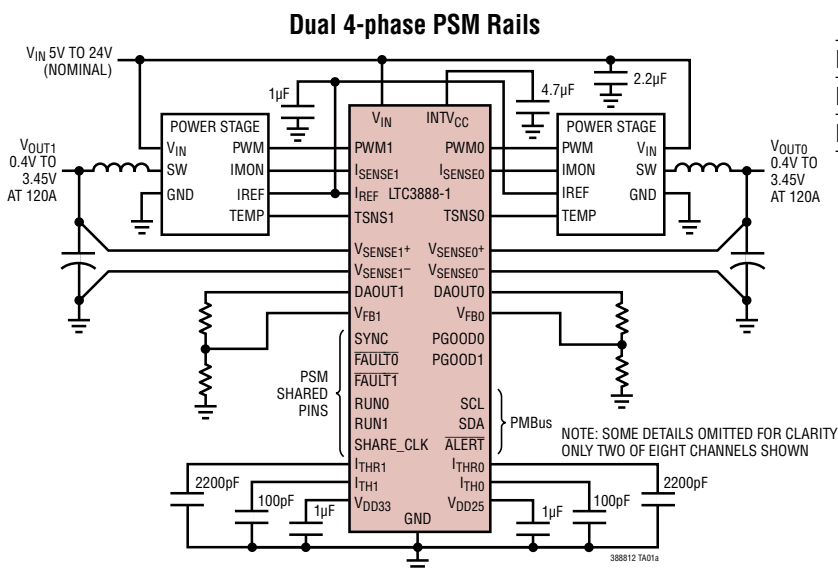 Dual 4-phase PSM Rails
VIN 5V TO 24V
(NOMINAL)
1µF
4.7µF
2.2µF
VIN
INTVCC
POWER STAGE
VIN
PWM
SW
IMON
GND
IREF
TEMP
VOUT1
0.4V TO
3.45V
AT 120A
PWM1
PWM0
ISENSE1
ISENSE0
IREF
LTC3888-1
TSNS1
TSNS0
VSENSE1+
VSENSE0+
VSENSE1–
VSENSE0–
DAOUT1
DAOUT0
VFB1
VFB0
SYNC
PGOOD0
FAULT0
PGOOD1
FAULT1
RUN0
SCL
RUN1
SDA
SHARE_CLK
ALERT
ITHR1
ITHR0
ITH1
ITH0
VDD33
VDD25
GND
POWER STAGE
PWM
VIN
IMON
SW
IREF
GND
TEMP
VOUT0
0.4V TO
3.45V
AT 120A
PSM
SHARED
PINS
PMBus
NOTE: SOME DETAILS OMITTED FOR CLARITY
ONLY TWO OF EIGHT CHANNELS SHOWN
2200pF
100pF
1µF
1µF
100pF
2200pF
388812 TA01a